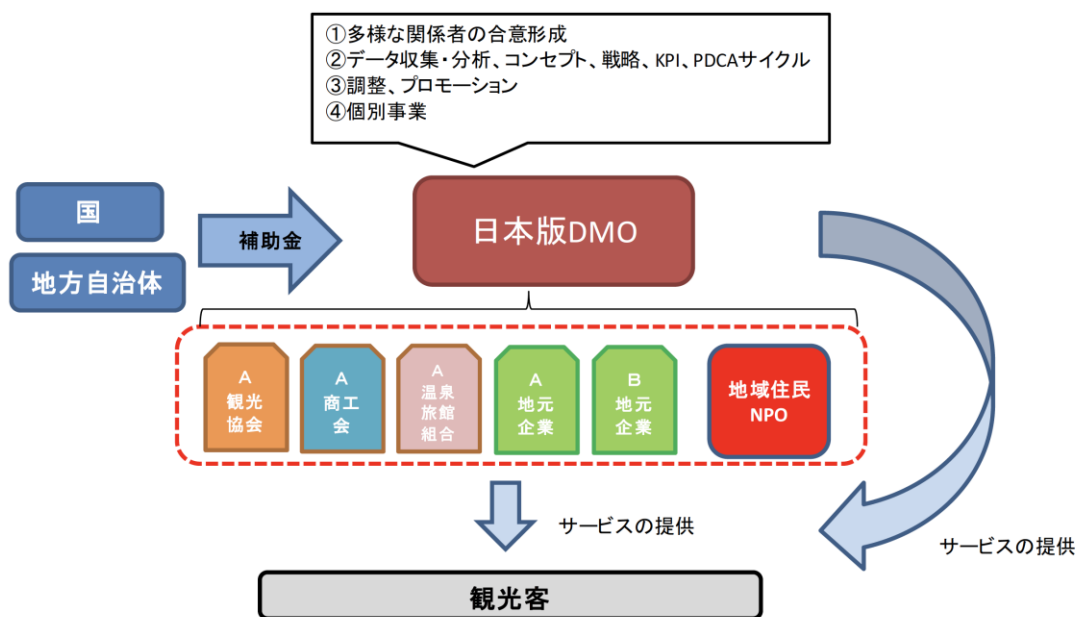 ①多様な関係者の合意形成
②データ収集・分析、コンセプト、戦略、KPI、PDCAサイクル
③調整、プロモーション
④個別事業
国
地方自治体
補助金
日本版DMO
A
観光
協会
A
商工
会
A
温泉
旅館
組合
A
地元
企業
B
地元
企業
地域住民
NPO
サービスの提供
サービスの提供
観光客